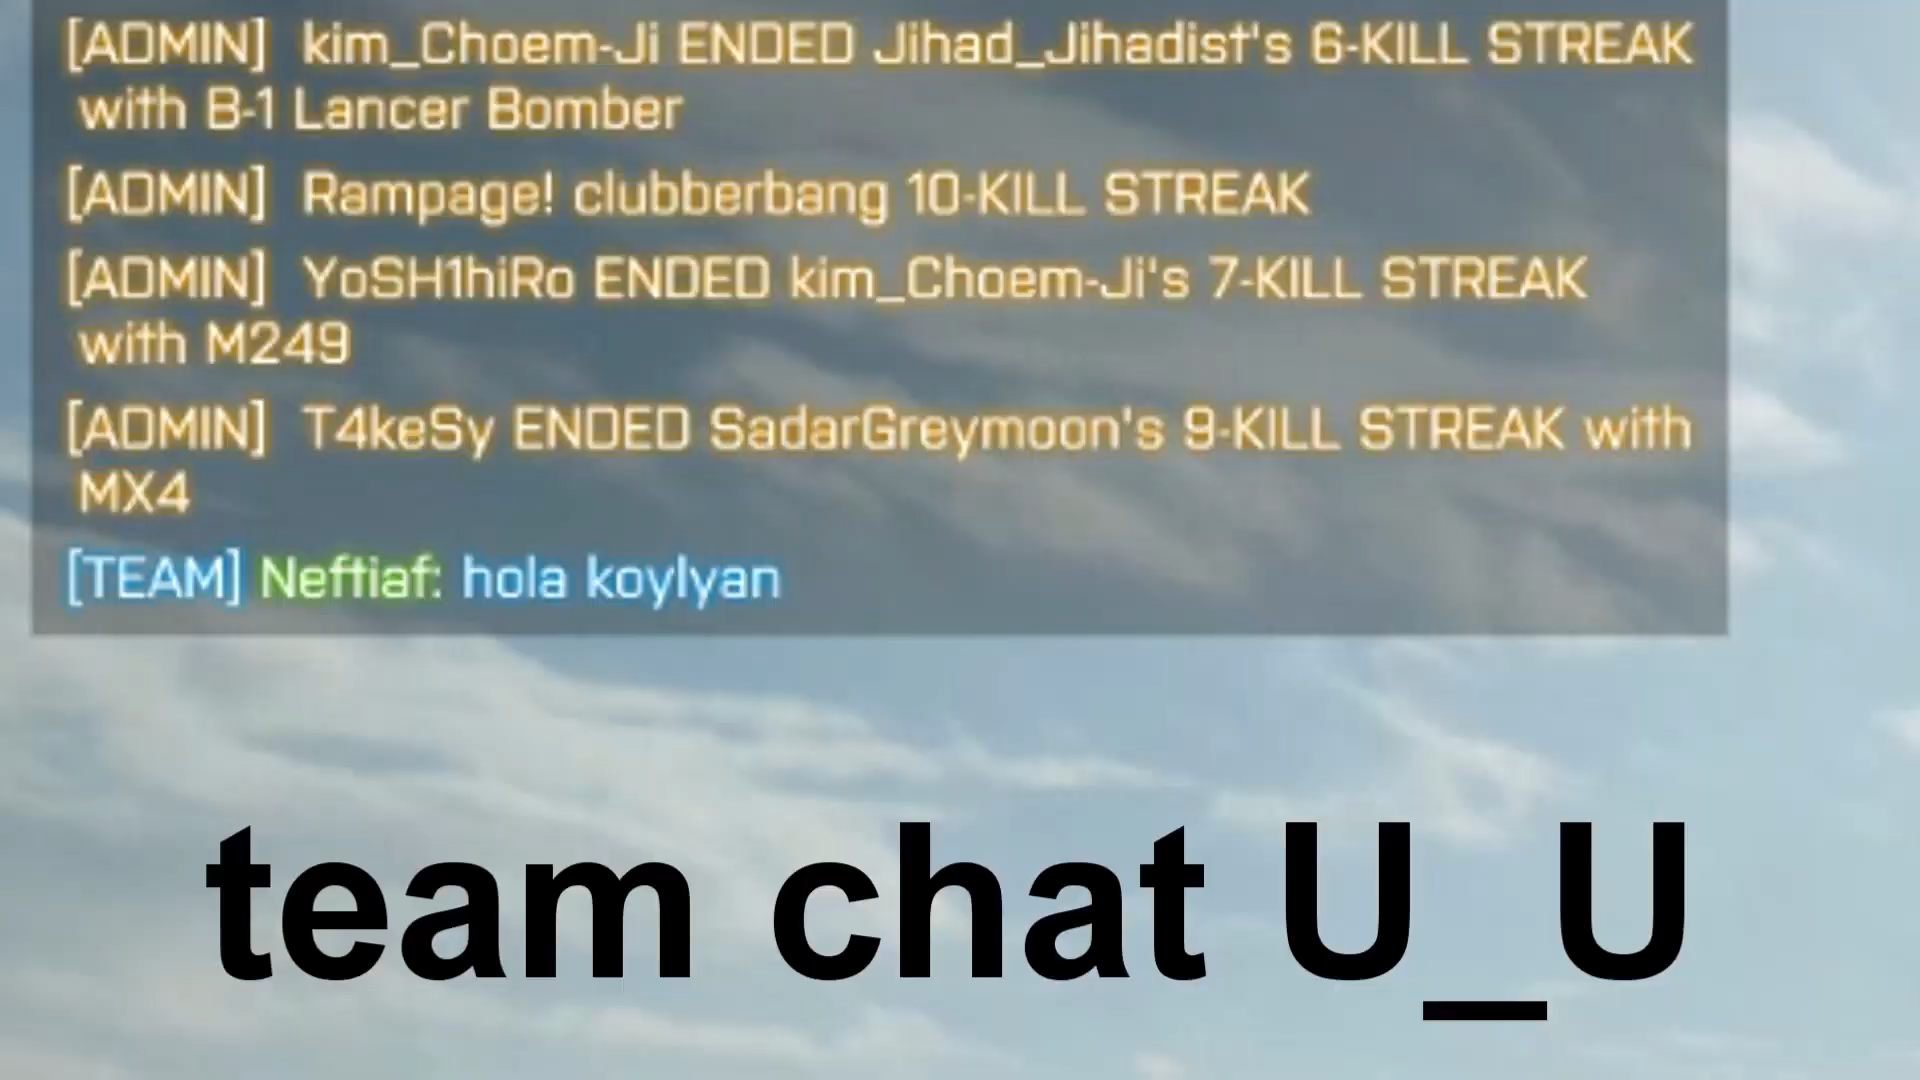 [ADMIN] kim_Choem-Ji ENDED Jihad_Jihadist's 6-KILL STREAK
with B-1 Lancer Bomber
[ADMIN] Rampage! clubberbang 10-KILL STREAK
[ADMIN] YoSH1hiRo ENDED kim_Choem-Ji's 7-KILL STREAK
with M249
[ADMIN] T4keSy ENDED SadarGreymoon's 9-KILL STREAK with
MX4
[TEAM] Neftiaf: hola koylyan
team chat U_U